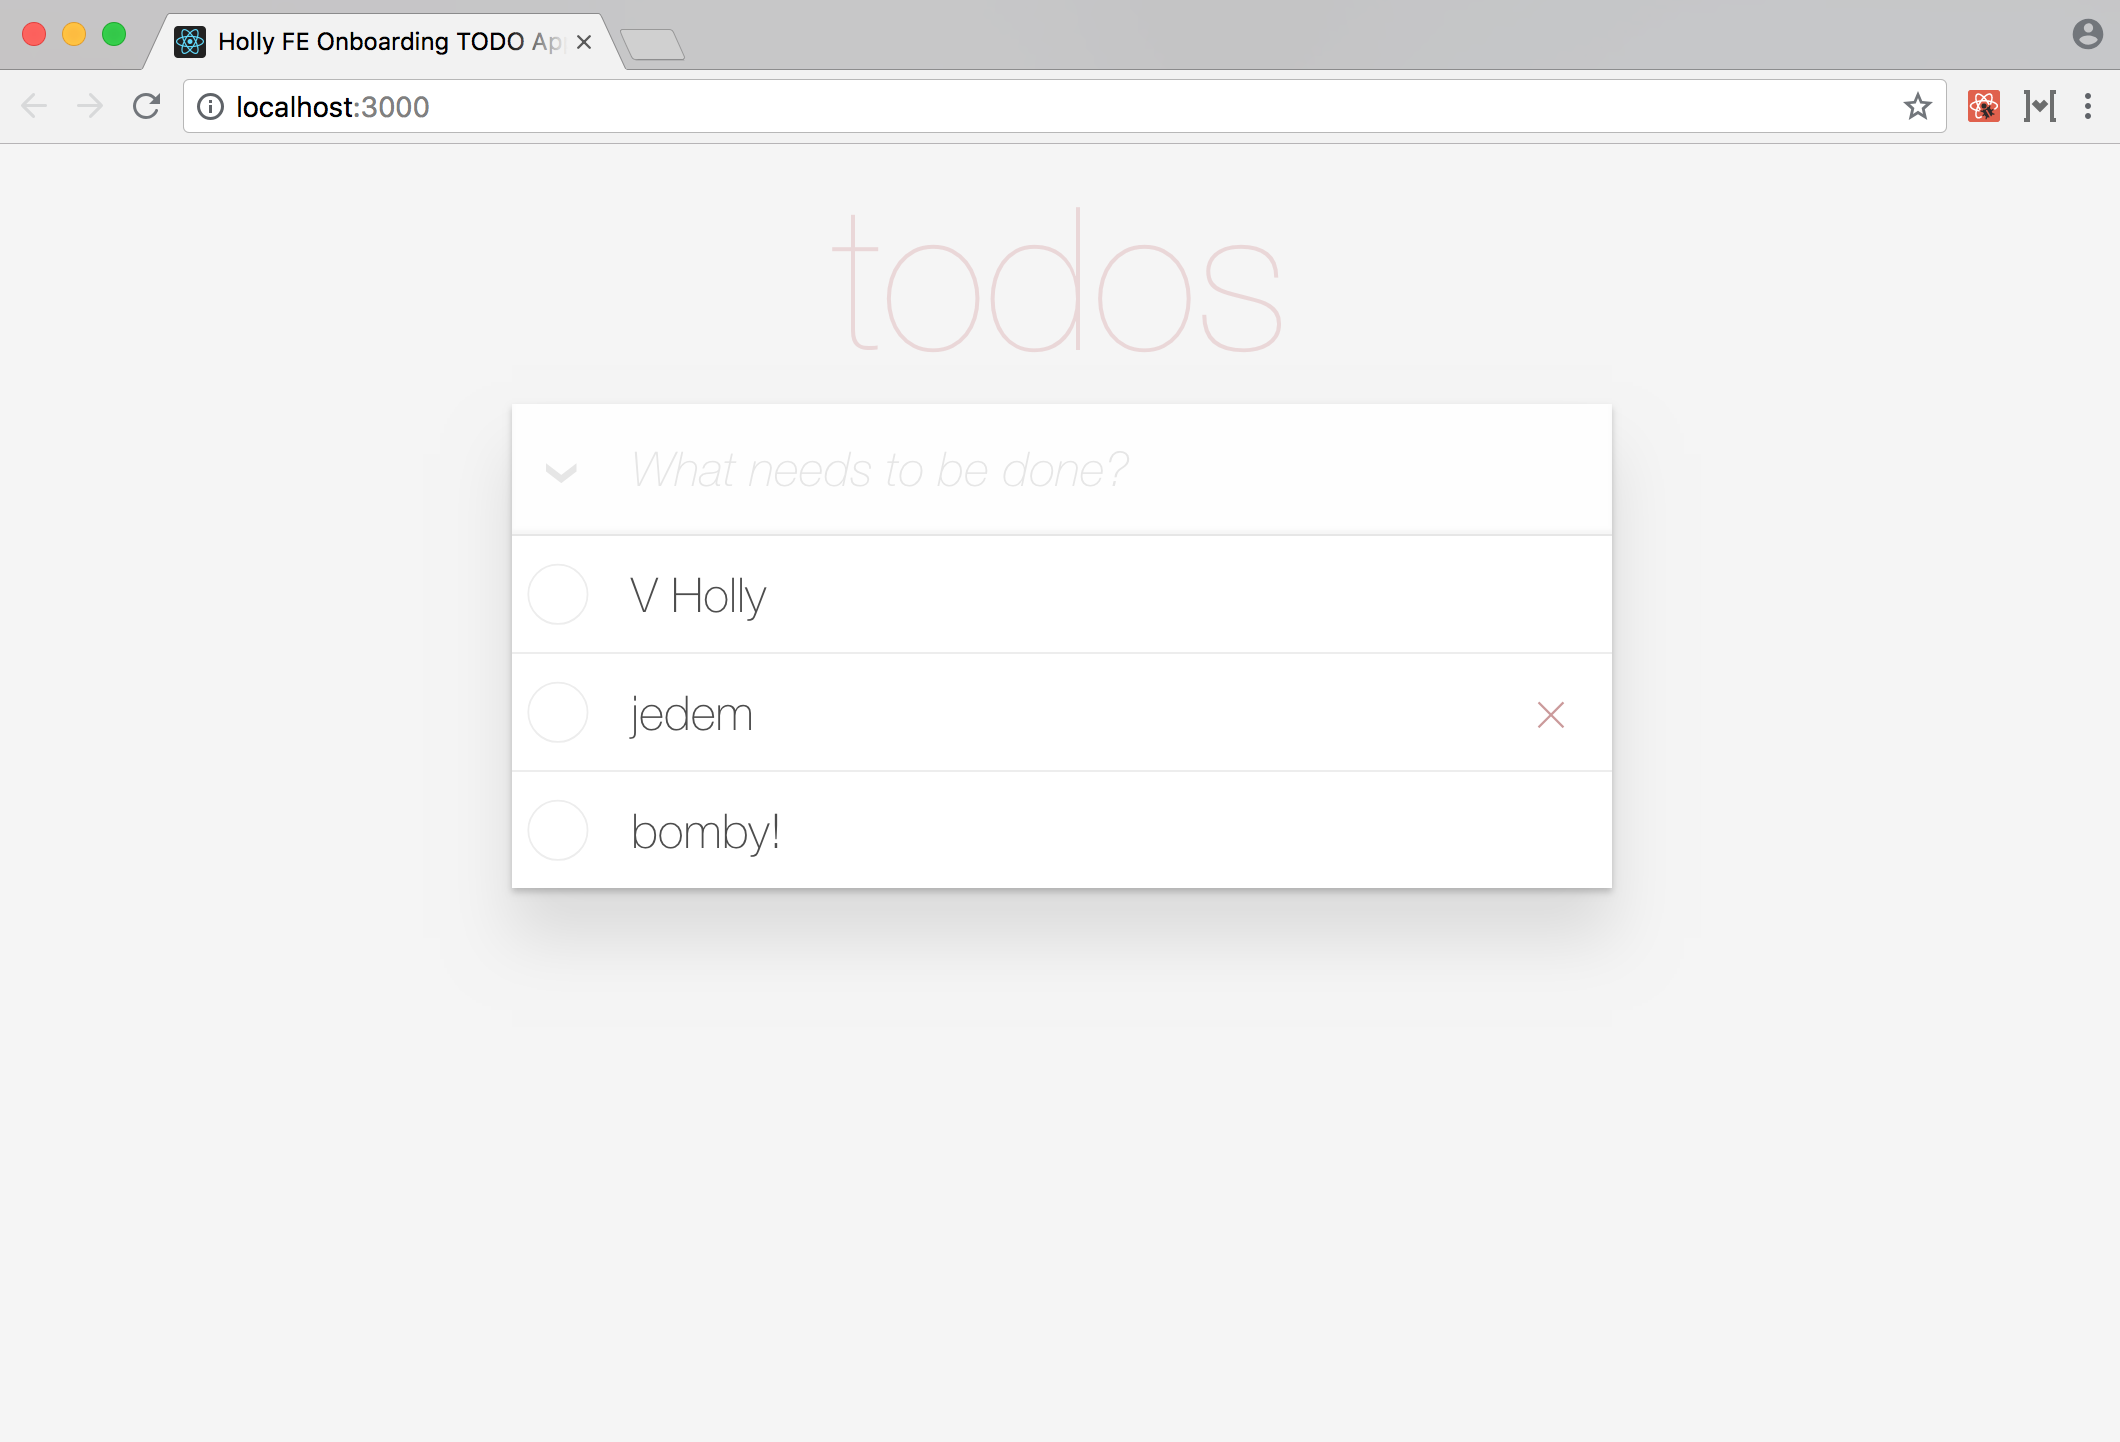 Holly FE Onboarding TODO Ap
localhost:3000
todos
What needs to be done?
V Holly
jedem
bomby!